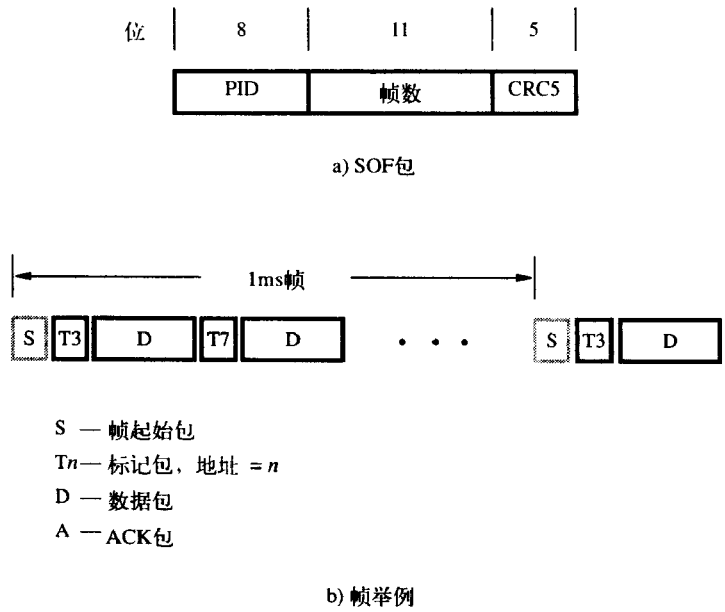 位 8 11 5
PID 帧数 CRC5
a) SOF包
1ms帧
S T3 D T7 D · · · S T3 D
S — 帧起始包
Tn— 标记包，地址 = n
D — 数据包
A — ACK包
b) 帧举例